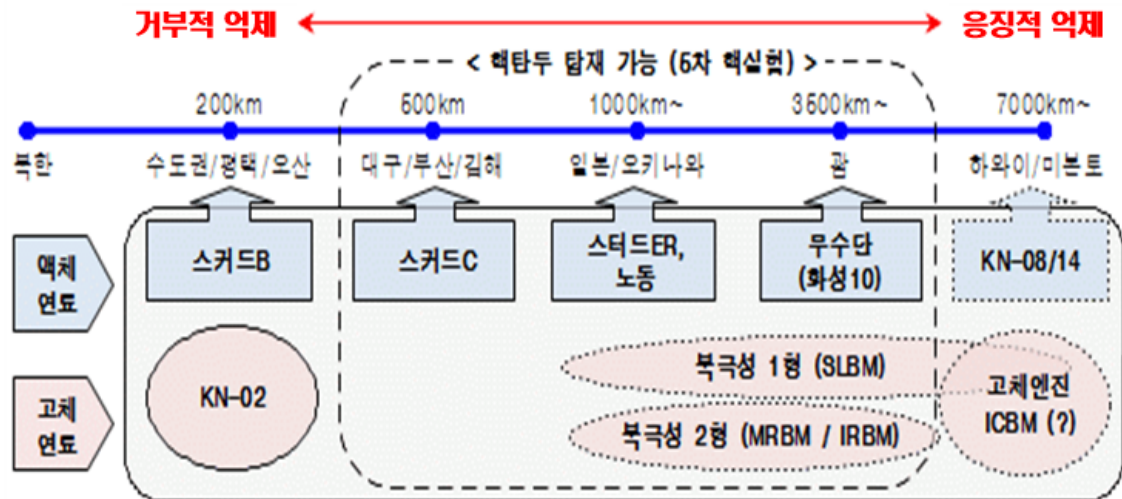 거부적 억제
응징적 억제
< 핵탄두 탑재 가능 (5차 핵실험) >
200km
500km
1000km~
3500km~
7000km~
북한
수도권/평택/오산
대구/부산/김해
일본/오키나와
괌
하와이/미본토
액체
연료
스커드B
스커드C
스터드ER,
노동
무수단
(화성10)
KN-08/14
고체
연료
KN-02
북극성 1형 (SLBM)
북극성 2형 (MRBM / IRBM)
고체엔진
ICBM (?)